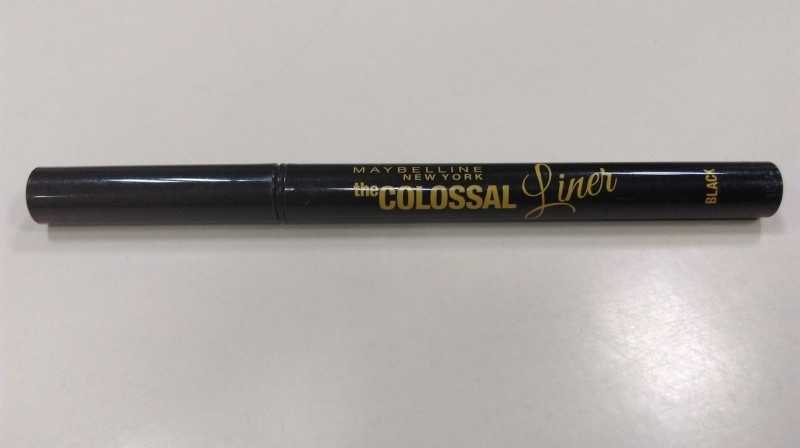 MAYBELLINE
NEW YORK
the COLOSSAL Liner
BLACK